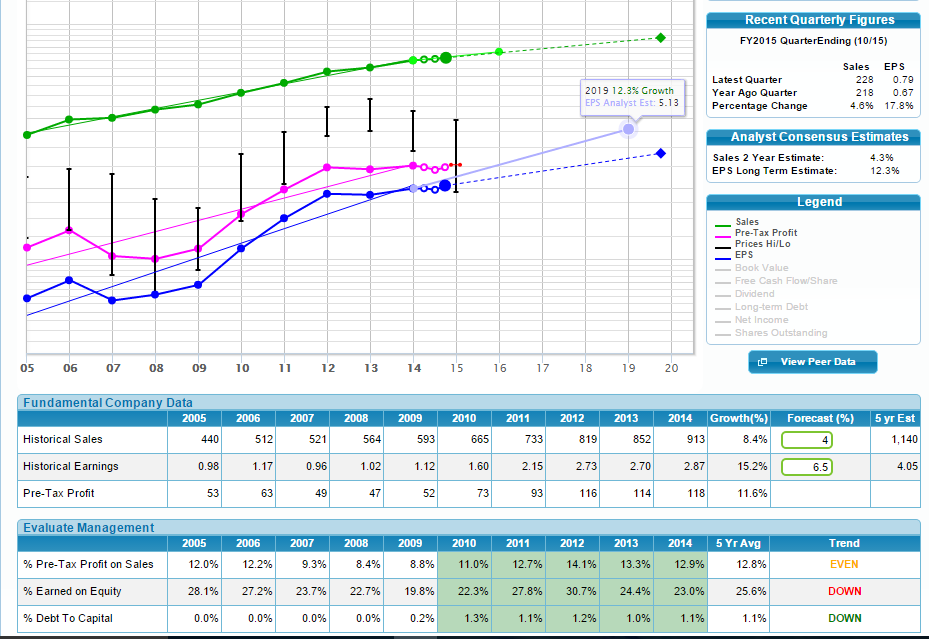 Recent Quarterly Figures
FY2015 QuarterEnding (10/15)
Sales EPS
Latest Quarter 228 0.79
Year Ago Quarter 218 0.67
Percentage Change 4.6% 17.8%
2019 12.3% Growth
EPS Analyst Est: 5.13
Analyst Consensus Estimates
Sales 2 Year Estimate: 4.3%
EPS Long Term Estimate: 12.3%
Legend
Sales
Pre-Tax Profit
Prices Hi/Lo
EPS
Book Value
Free Cash Flow/Share
Dividend
Long-term Debt
Net Income
Shares Outstanding
View Peer Data
05 06 07 08 09 10 11 12 13 14 15 16 17 18 19 20
Fundamental Company Data
2005 2006 2007 2008 2009 2010 2011 2012 2013 2014 Growth(%) Forecast (%) 5 yr Est
Historical Sales 440 512 521 564 593 665 733 819 852 913 8.4% 4 1,140
Historical Earnings 0.98 1.17 0.96 1.02 1.12 1.60 2.15 2.73 2.70 2.87 15.2% 6.5 4.05
Pre-Tax Profit 53 63 49 47 52 73 93 116 114 118 11.6%
Evaluate Management
2005 2006 2007 2008 2009 2010 2011 2012 2013 2014 5 Yr Avg Trend
% Pre-Tax Profit on Sales 12.0% 12.2% 9.3% 8.4% 8.8% 11.0% 12.7% 14.1% 13.3% 12.9% 12.8% EVEN
% Earned on Equity 28.1% 27.2% 23.7% 22.7% 19.8% 22.3% 27.8% 30.7% 24.4% 23.0% 25.6% DOWN
% Debt To Capital 0.0% 0.0% 0.0% 0.0% 0.2% 1.3% 1.1% 1.2% 1.0% 1.1% 1.1% DOWN